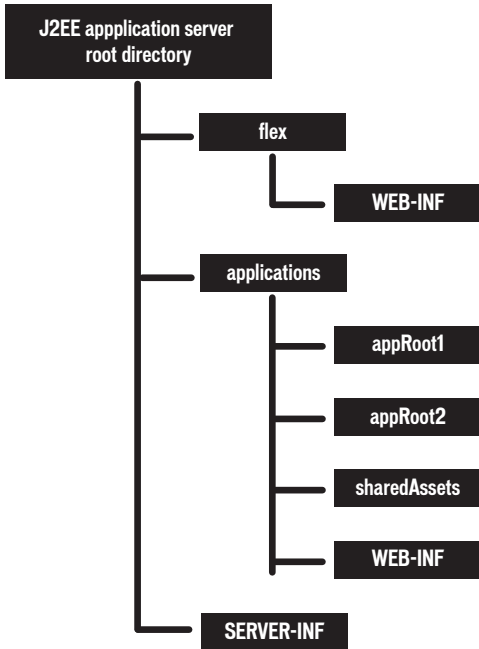 J2EE appplication server
root directory
flex
WEB-INF
applications
appRoot1
appRoot2
sharedAssets
WEB-INF
SERVER-INF